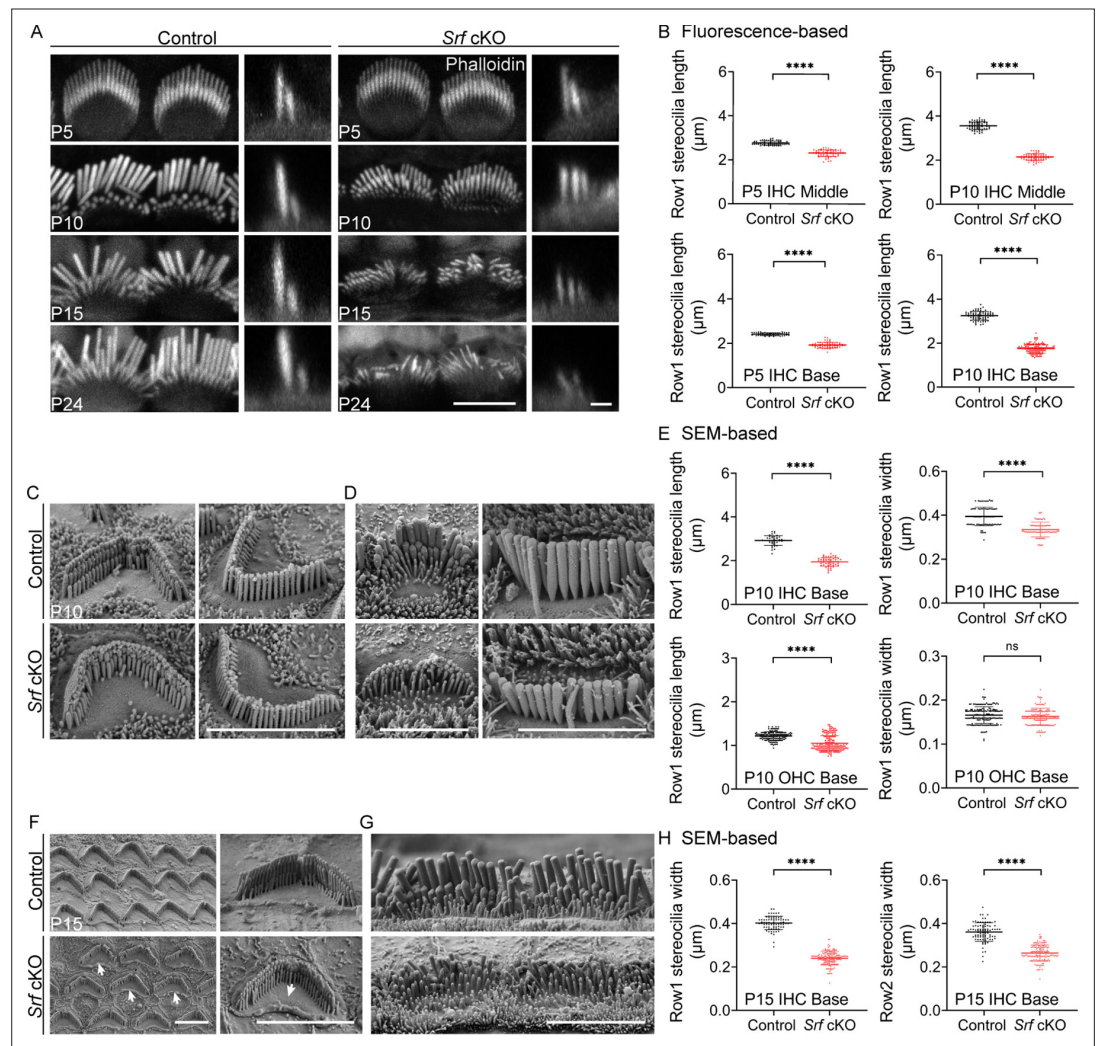 A
Control
Srf cKO
Phalloidin
P5
P5
P10
P10
P15
P15
P24
P24
B Fluorescence-based
Row1 stereocilia length
(µm)
6
4
2
0
****
P5 IHC Middle
Control Srf cKO
Row1 stereocilia length
(µm)
6
4
2
0
****
P10 IHC Middle
Control Srf cKO
Row1 stereocilia length
(µm)
6
4
2
0
****
P5 IHC Base
Control Srf cKO
Row1 stereocilia length
(µm)
6
4
2
0
****
P10 IHC Base
Control Srf cKO
C
D
Control
P10
Srf cKO
E SEM-based
Row1 stereocilia length
(µm)
6
4
2
0
****
P10 IHC Base
Control Srf cKO
Row1 stereocilia width
(µm)
0.6
0.4
0.2
0.0
****
P10 IHC Base
Control Srf cKO
Row1 stereocilia length
(µm)
3
2
1
0
****
P10 OHC Base
Control Srf cKO
Row1 stereocilia width
(µm)
0.3
0.2
0.1
0.0
ns
P10 OHC Base
Control Srf cKO
F
G
Control
P15
Srf cKO
H SEM-based
Row1 stereocilia width
(µm)
0.6
0.4
0.2
0.0
****
P15 IHC Base
Control Srf cKO
Row2 stereocilia width
(µm)
0.6
0.4
0.2
0.0
****
P15 IHC Base
Control Srf cKO